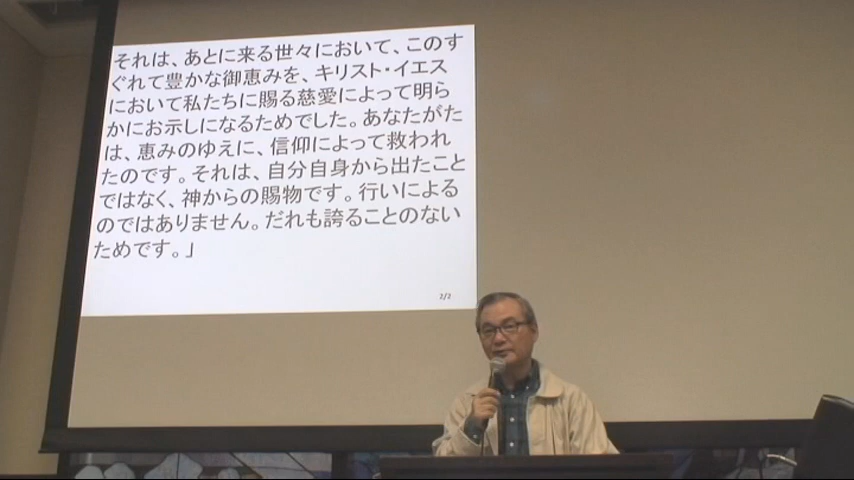 それは、あとに来る世々において、このす
ぐれて豊かな御恵みを、キリスト・イエス
において私たちに賜る慈愛によって明ら
かにお示しになるためでした。あなたがた
は、恵みのゆえに、信仰によって救われ
たのです。それは、自分自身から出たこと
ではなく、神からの賜物です。行いによる
のではありません。だれも誇ることのない
ためです。」
2/2